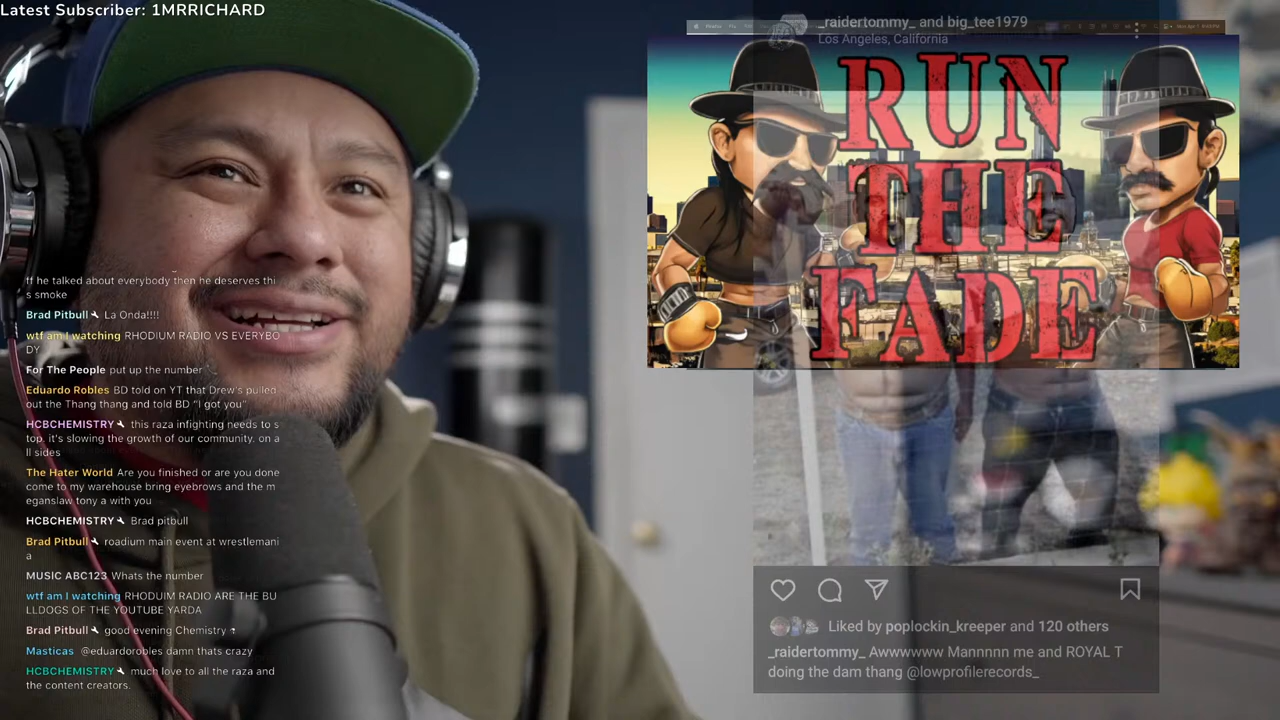 Latest Subscriber: 1MRRICHARD
_raidertommy_ and big_tee1979
Los Angeles, California
RUN
THE
FADE
If he talked about everybody then he deserves thi
s smoke
Brad Pitbull La Onda!!!!
wtf am I watching RHODIUM RADIO VS EVERYBO
DY
For The People put up the number
Eduardo Robles BD told on YT that Drew's pulled
out the Thang thang and told BD "I got you"
HCBCHEMISTRY this raza infighting needs to s
top. it's slowing the growth of our community. on a
ll sides
The Hater World Are you finished or are you done
come to my warehouse bring eyebrows and the m
eganslaw tony a with you
HCBCHEMISTRY Brad pitbull
Brad Pitbull roadium main event at wrestlemani
a
MUSIC ABC123 Whats the number
wtf am I watching RHODUIM RADIO ARE THE BU
LLDOGS OF THE YOUTUBE YARDA
Brad Pitbull good evening Chemistry
Masticas @eduardorobles damn thats crazy
HCBCHEMISTRY much love to all the raza and
the content creators.
Liked by poplockin_kreeper and 120 others
_raidertommy_ Awwwwww Mannnnn me and ROYAL T
doing the dam thang @lowprofilerecords_